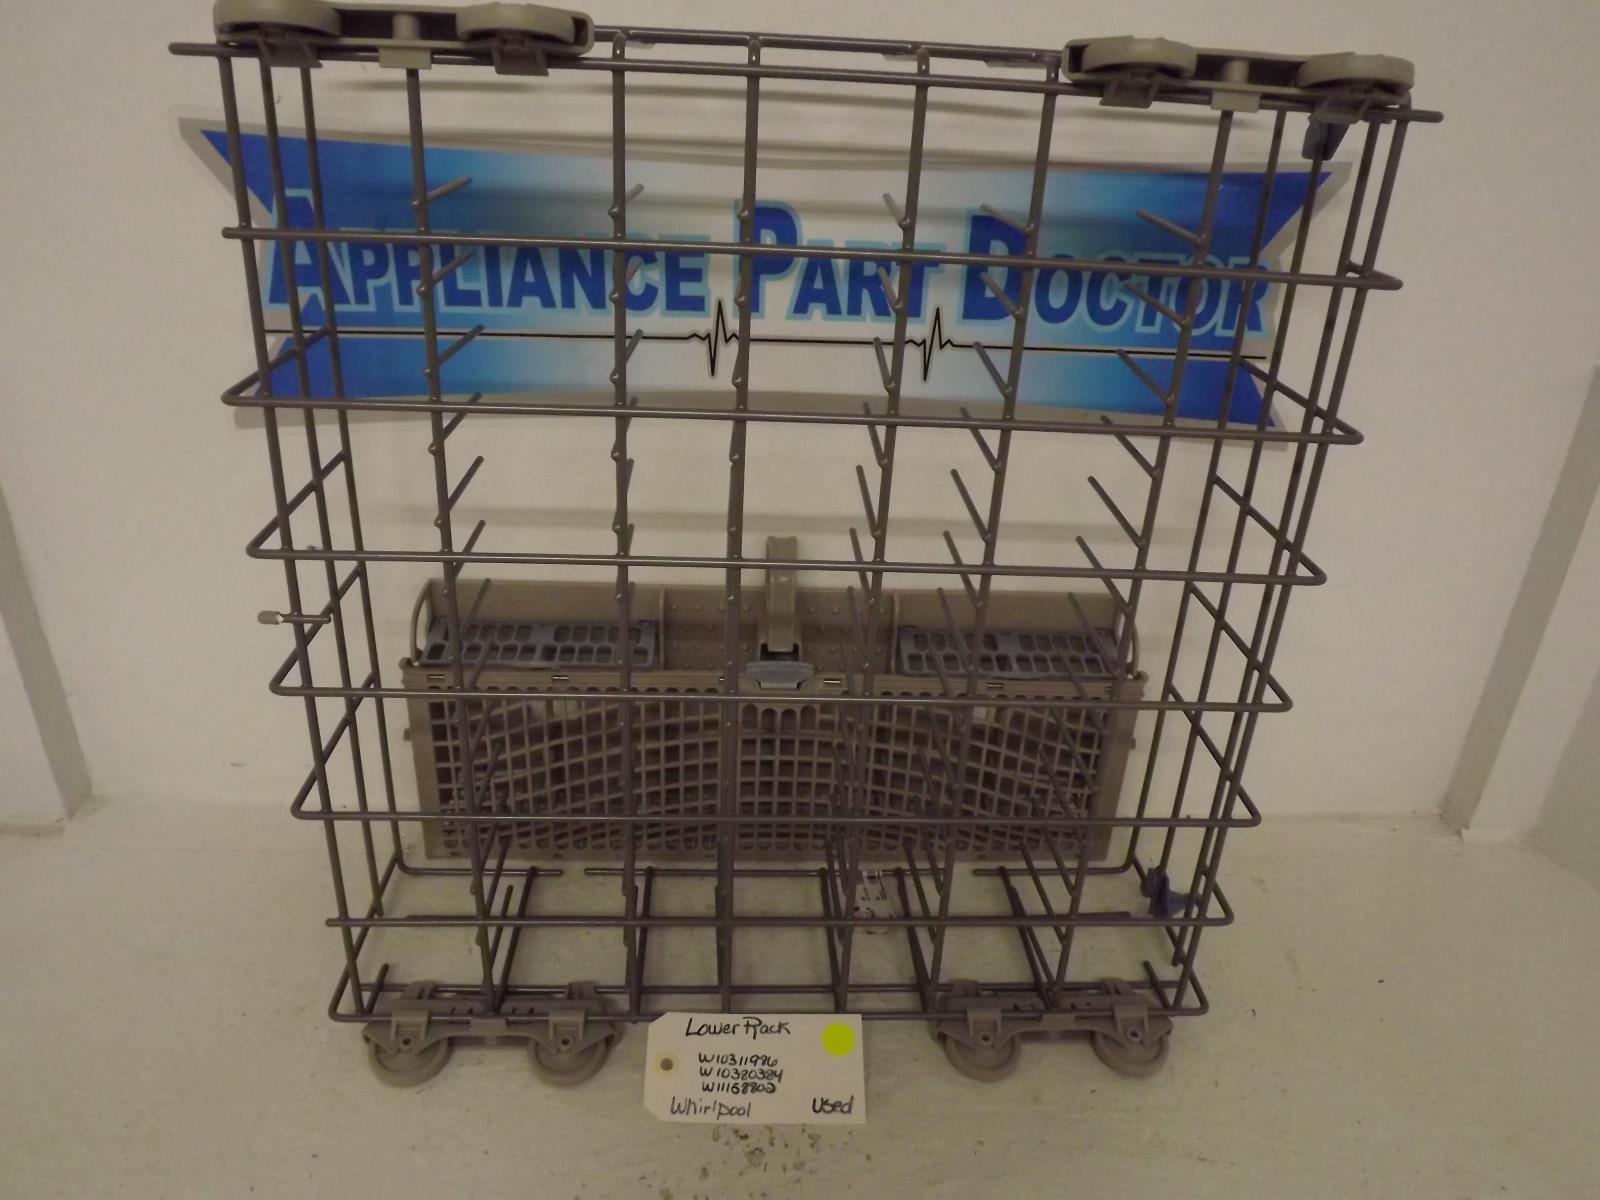 APPLIANCE PART DOCTOR
Lower Rack
W10311986
W10380384
W11168802
Whirlpool Used